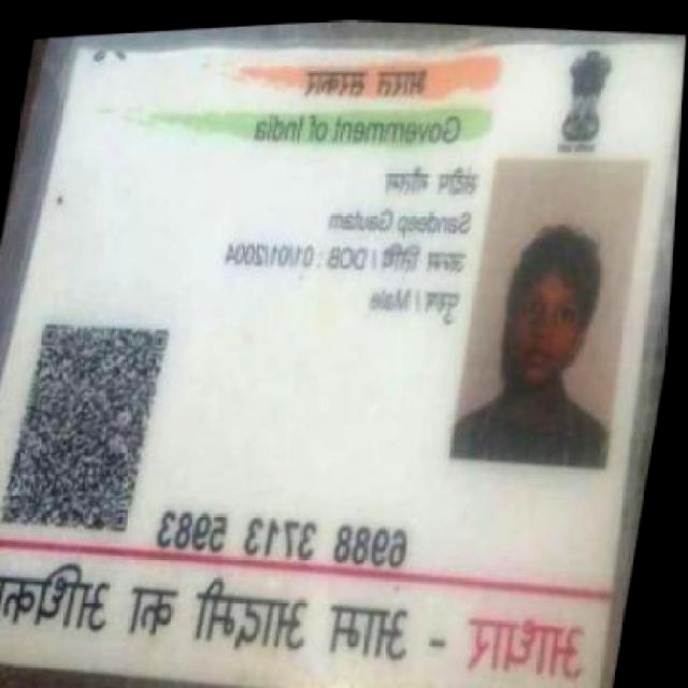 भारत सरकार
Government of India
संदीप गौतम
Sandeep Gautam
जन्म तिथि / DOB : 01/01/2004
पुरुष / Male
6988 3713 5983
आधार - आम आदमी का अधिकार